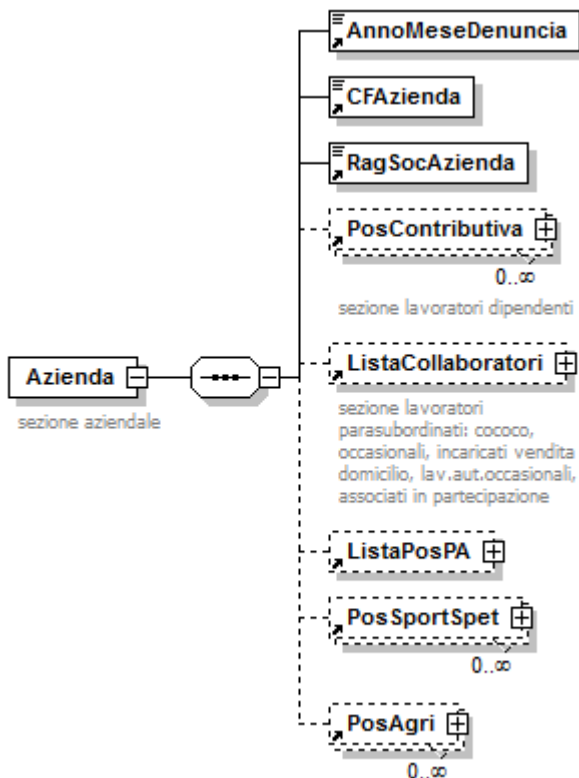 AnnoMeseDenuncia
CFAzienda
RagSocAzienda
PosContributiva
0..∞
sezione lavoratori dipendenti
Azienda
sezione aziendale
ListaCollaboratori
sezione lavoratori
parasubordinati: cococo,
occasionali, incaricati vendita
domicilio, lav.aut.occasionali,
associati in partecipazione
ListaPosPA
PosSportSpet
0..∞
PosAgri
0..∞